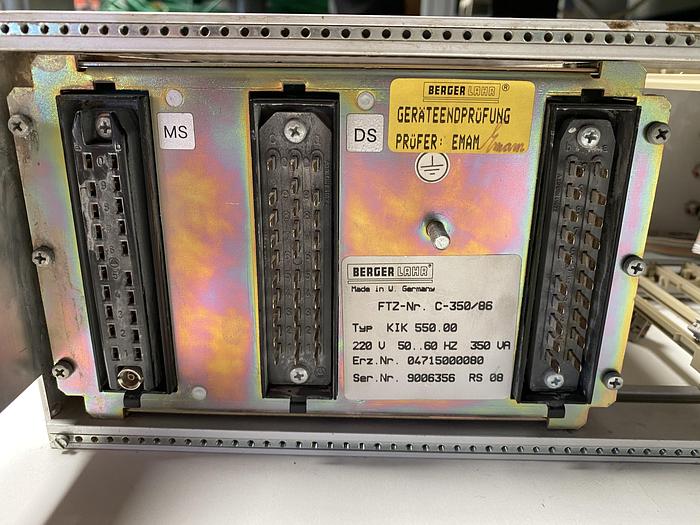 MS
DS
BERGER LAHR ®
GERÄTEENDPRÜFUNG
PRÜFER: EMAM Emam
BERGER LAHR ®
Made in W. Germany
FTZ-Nr. C-350/86
Typ KIK 550.00
220 V 50..60 HZ 350 VA
Erz.Nr. 04715000080
Ser.Nr. 9006356 RS 08